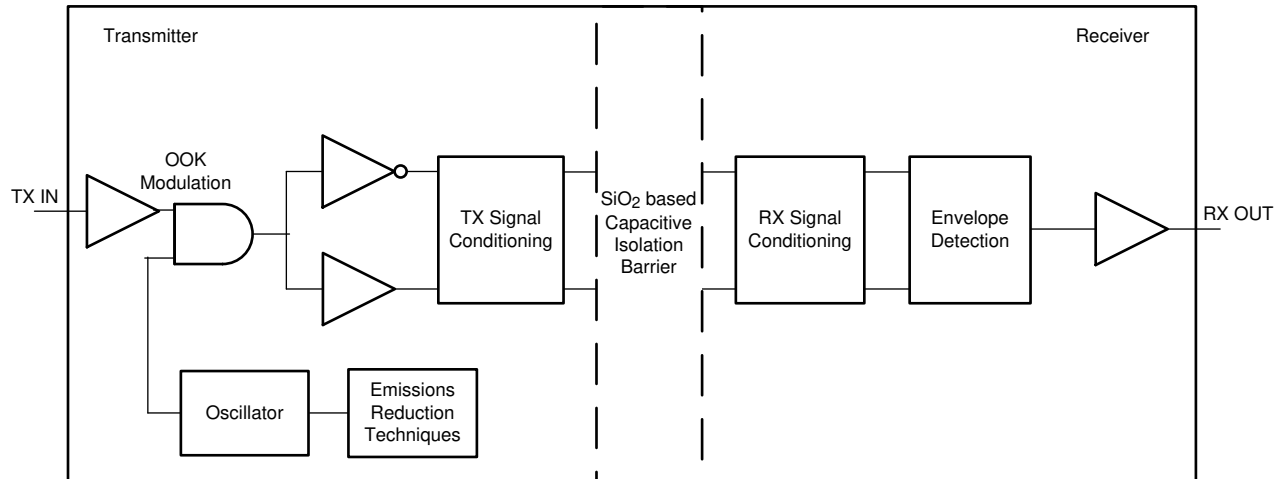 Transmitter
Receiver
OOK
Modulation
TX IN
TX Signal
Conditioning
SiO2 based
Capacitive
Isolation
Barrier
RX Signal
Conditioning
Envelope
Detection
RX OUT
Oscillator
Emissions
Reduction
Techniques